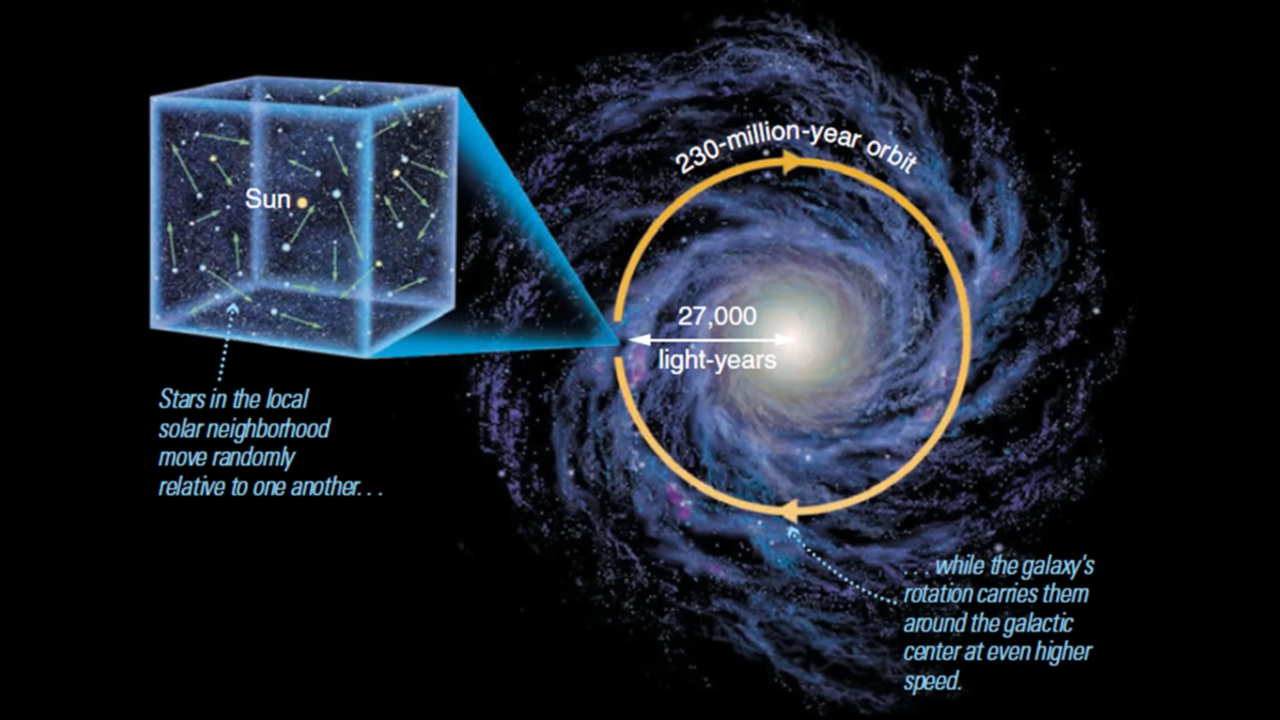 230-million-year orbit
Sun
27,000
light-years
Stars in the local
solar neighborhood
move randomly
relative to one another. . .
. . . while the galaxy's
rotation carries them
around the galactic
center at even higher
speed.